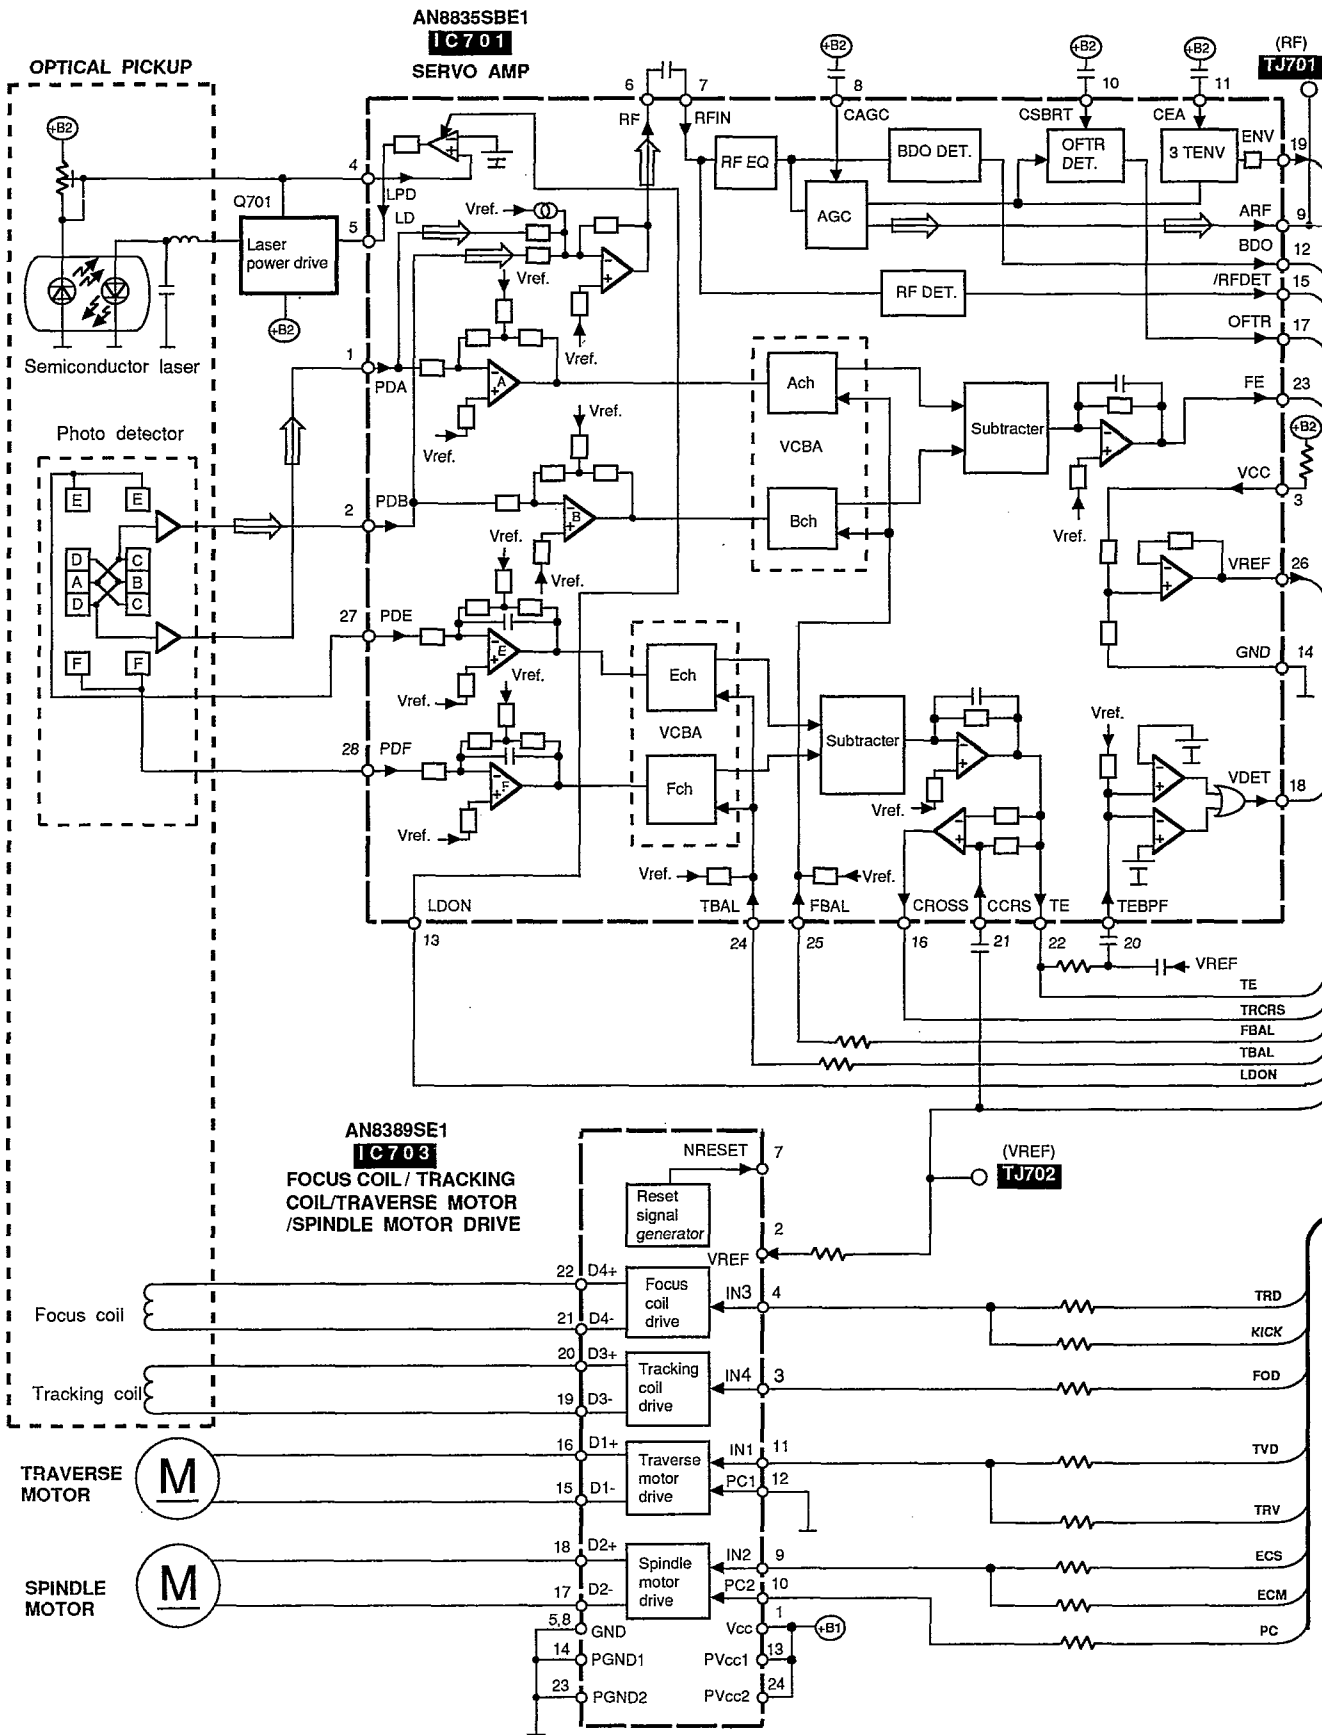 AN8835SBE1
IC701
SERVO AMP
OPTICAL PICKUP
(RF)
TJ701
+B2
+B2
+B2
+B2
6
7
8
10
11
RF
RFIN
CAGC
CSBRT
CEA
ENV
19
4
LPD
RF EQ
BDO DET.
OFTR
DET.
3 TENV
Q701
5
LD
Vref.
AGC
ARF
9
Laser
power drive
BDO
12
Vref.
/RFDET
15
RF DET.
+B2
OFTR
17
Semiconductor laser
1
PDA
A
Vref.
Ach
FE
23
Vref.
Vref.
Subtracter
+B2
Photo detector
VCBA
VCC
3
E
E
2
PDB
B
Bch
Vref.
Vref.
Vref.
VREF
26
D
C
A
B
D
C
27
PDE
E
GND
14
F
F
Vref.
Vref.
Ech
Vref.
VCBA
Subtracter
28
PDF
F
Fch
VDET
18
Vref.
Vref.
Vref.
Vref.
LDON
TBAL
FBAL
CROSS
CCRS
TE
TEBPF
13
24
25
16
21
22
20
VREF
TE
TRCRS
FBAL
TBAL
LDON
AN8389SE1
IC703
FOCUS COIL/ TRACKING
COIL/TRAVERSE MOTOR
/SPINDLE MOTOR DRIVE
NRESET
7
(VREF)
TJ702
Reset
signal
generator
2
VREF
22
D4+
Focus
coil
drive
IN3
4
TRD
Focus coil
21
D4-
KICK
20
D3+
Tracking
coil
drive
IN4
3
FOD
Tracking coil
19
D3-
16
D1+
Traverse
motor
drive
IN1
11
TVD
TRAVERSE
MOTOR
M
PC1
12
15
D1-
TRV
18
D2+
Spindle
motor
drive
IN2
9
ECS
SPINDLE
MOTOR
M
PC2
10
17
D2-
ECM
5,8
GND
Vcc
1
+B1
PC
14
PGND1
PVcc1
13
23
PGND2
PVcc2
24